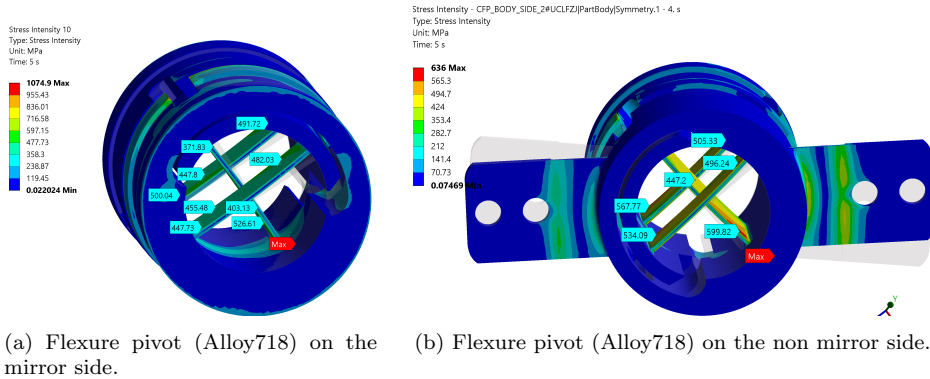 Stress Intensity 10
Type: Stress Intensity
Unit: MPa
Time: 5 s
1074.9 Max
955.43
836.01
716.58
597.15
477.73
358.3
238.87
119.45
0.022024 Min
491.72
371.83
482.03
447.8
500.04
455.48
403.13
447.73
526.61
Max
Stress Intensity - CFP_BODY_SIDE_2#UCLFZJ|PartBody|Symmetry.1 - 4. s
Type: Stress Intensity
Unit: MPa
Time: 5 s
636 Max
565.3
494.7
424
353.4
282.7
212
141.4
70.73
0.07469 Min
505.33
496.24
447.2
567.77
599.82
534.09
Max
Y
(a) Flexure pivot (Alloy718) on the
mirror side.
(b) Flexure pivot (Alloy718) on the non mirror side.